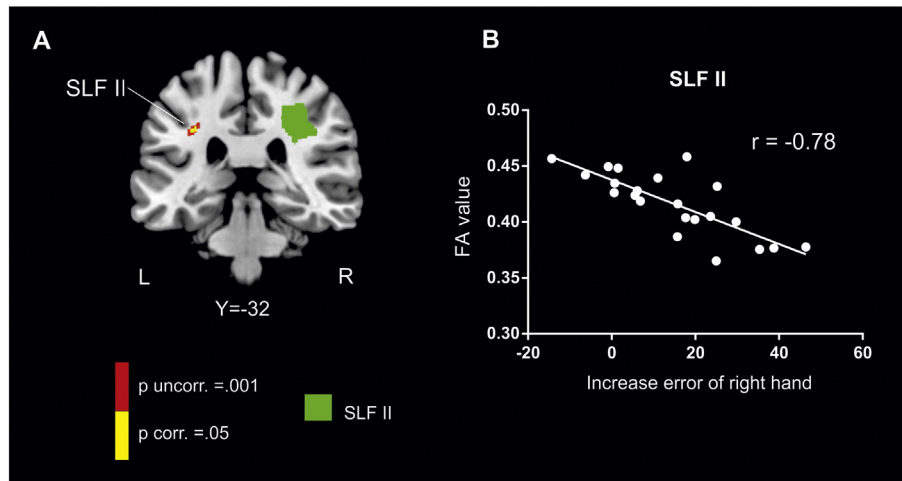 A
SLF II
L
R
Y=-32
p uncorr. =.001
p corr. =.05
SLF II
B
SLF II
r = -0.78
FA value
0.50
0.45
0.40
0.35
0.30
-20
0
20
40
60
Increase error of right hand